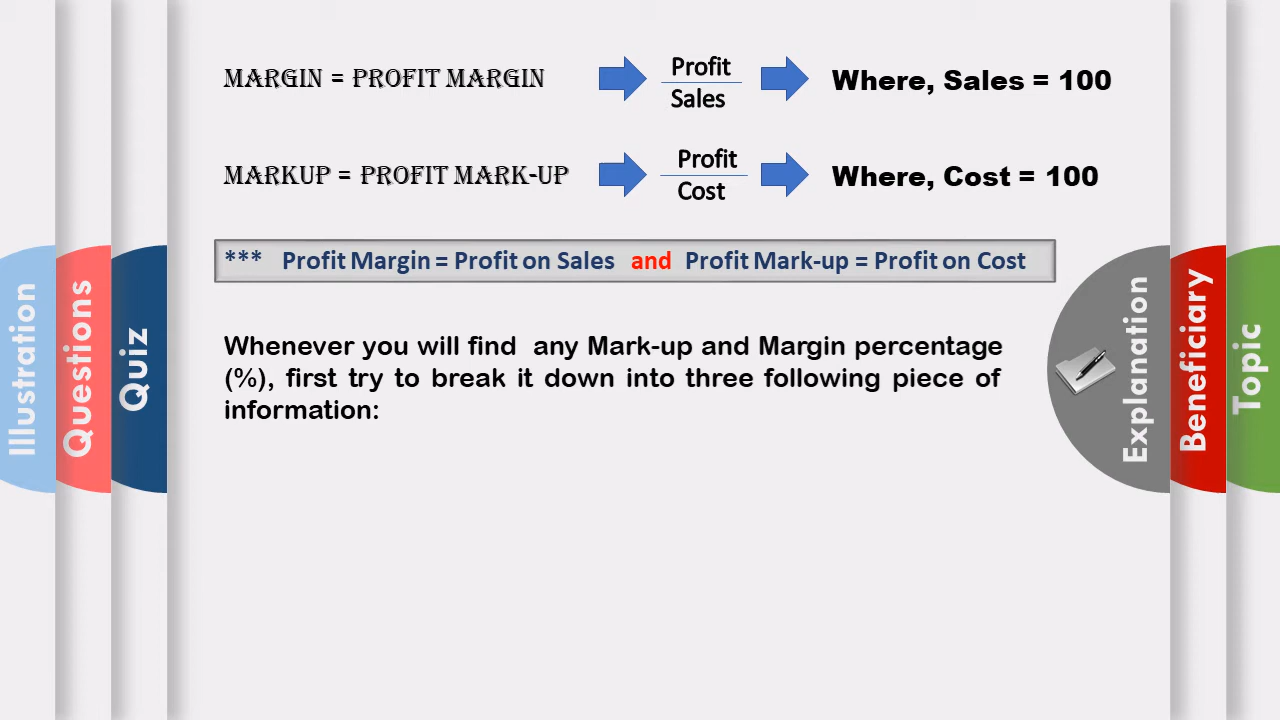 MARGIN = PROFIT MARGIN
Profit
Sales
Where, Sales = 100
MARKUP = PROFIT MARK-UP
Profit
Cost
Where, Cost = 100
*** Profit Margin = Profit on Sales and Profit Mark-up = Profit on Cost
Whenever you will find any Mark-up and Margin percentage
(%), first try to break it down into three following piece of
information:
Illustration
Questions
Quiz
Explanation
Beneficiary
Topic